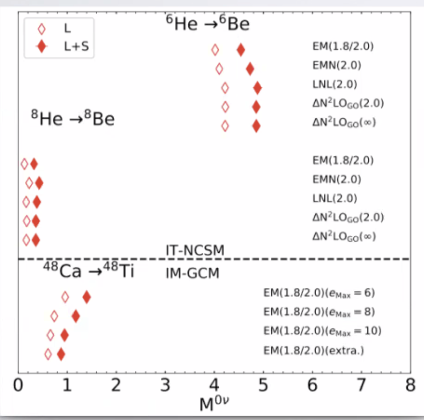 ⁶He →⁶Be
L
L+S
EM(1.8/2.0)
EMN(2.0)
LNL(2.0)
ΔN²LO_GO(2.0)
ΔN²LO_GO(∞)
⁸He→⁸Be
EM(1.8/2.0)
EMN(2.0)
LNL(2.0)
ΔN²LO_GO(2.0)
ΔN²LO_GO(∞)
IT-NCSM
⁴⁸Ca →⁴⁸Ti IM-GCM
EM(1.8/2.0)(e_Max = 6)
EM(1.8/2.0)(e_Max = 8)
EM(1.8/2.0)(e_Max = 10)
EM(1.8/2.0)(extra.)
0 1 2 3 4 5 6 7 8
M⁰ᵛ